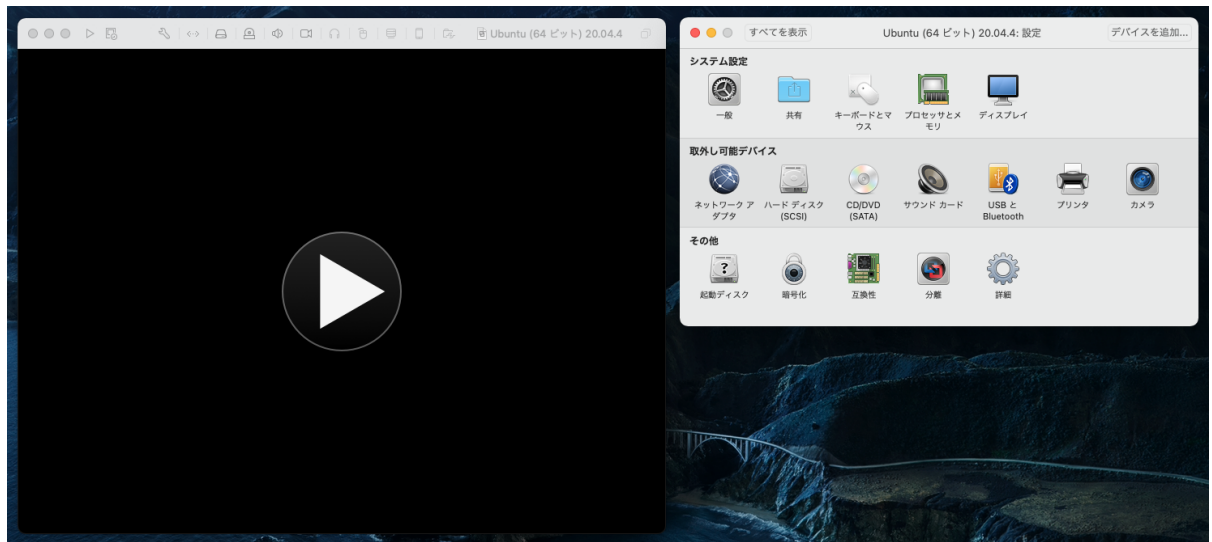 Ubuntu (64 ビット) 20.04.4
すべてを表示
Ubuntu (64 ビット) 20.04.4: 設定
デバイスを追加...
システム設定
一般
共有
キーボードとマ
ウス
プロセッサとメ
モリ
ディスプレイ
取外し可能デバイス
ネットワーク ア
ダプタ
ハード ディスク
(SCSI)
CD/DVD
(SATA)
サウンド カード
USB と
Bluetooth
プリンタ
カメラ
その他
?
起動ディスク
暗号化
互換性
分離
詳細